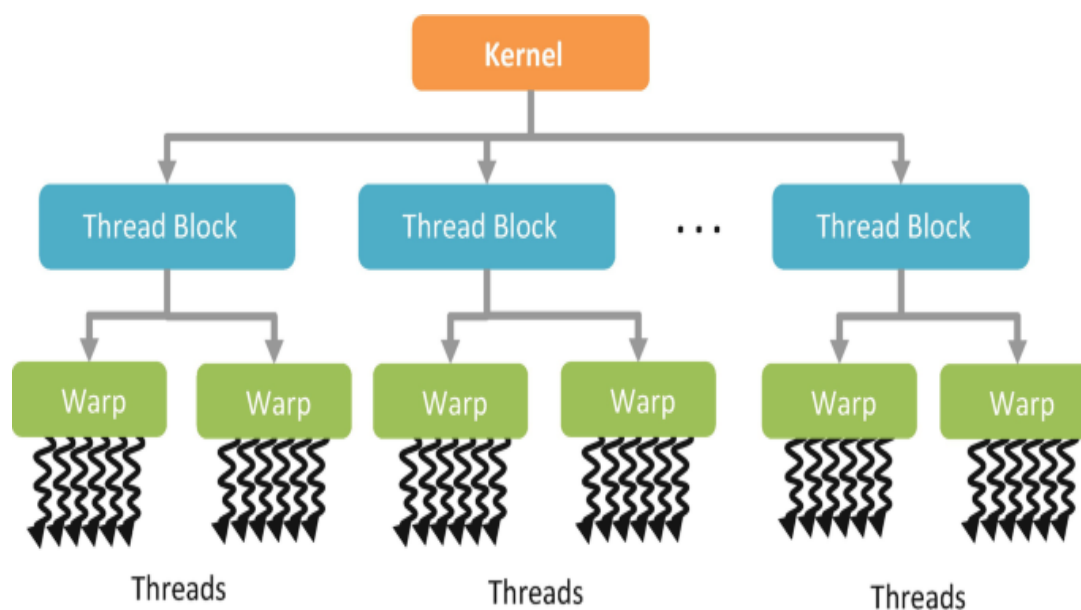 Kernel
Thread Block Thread Block ... Thread Block
Warp Warp Warp Warp Warp Warp
Threads Threads Threads